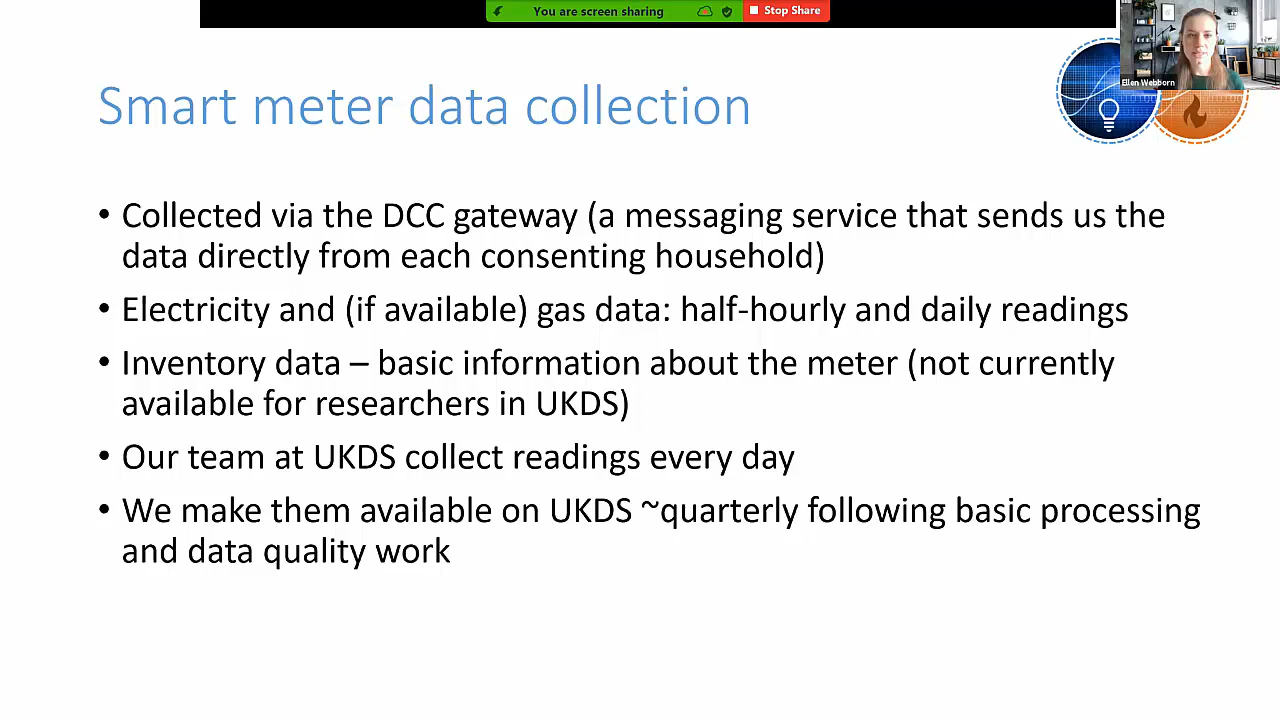 You are screen sharing
Stop Share
Ellen Webborn
Smart meter data collection
• Collected via the DCC gateway (a messaging service that sends us the
data directly from each consenting household)
• Electricity and (if available) gas data: half-hourly and daily readings
• Inventory data – basic information about the meter (not currently
available for researchers in UKDS)
• Our team at UKDS collect readings every day
• We make them available on UKDS ~quarterly following basic processing
and data quality work